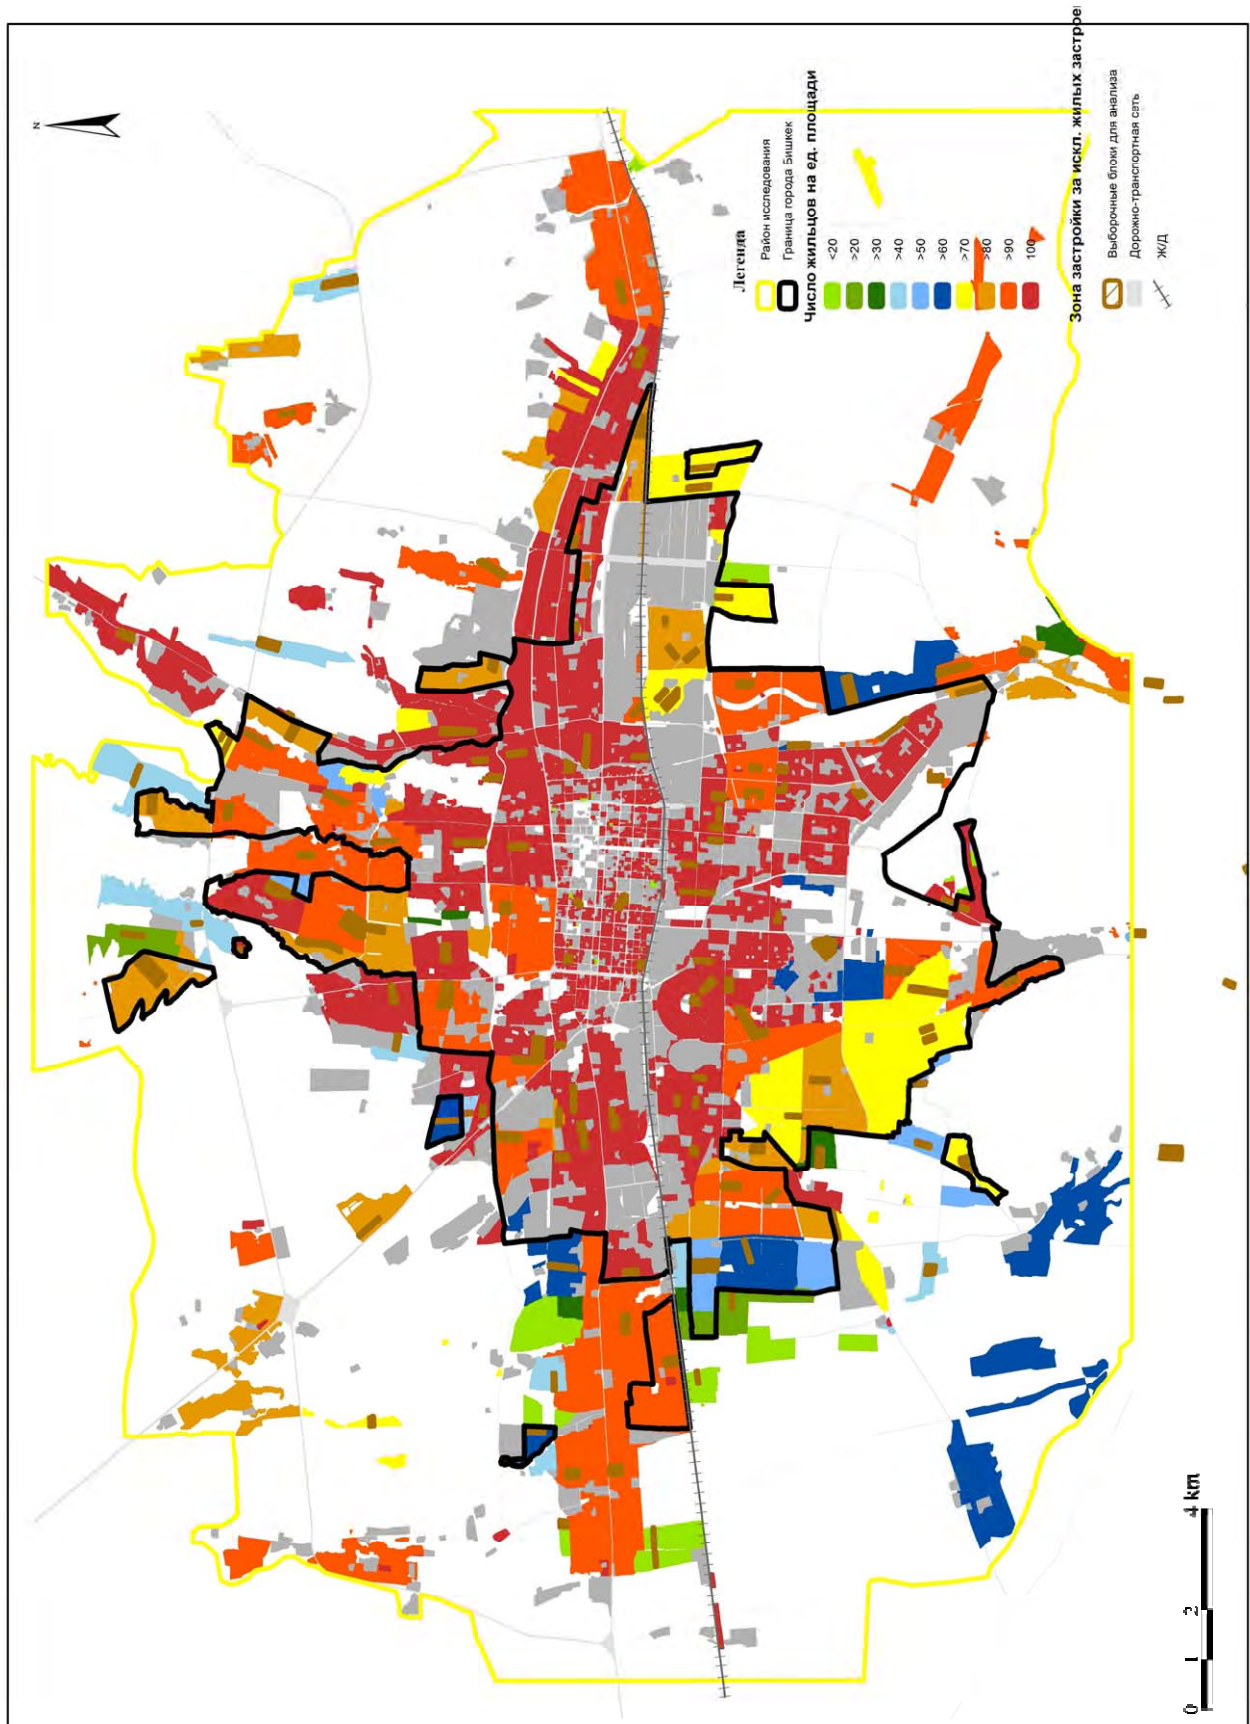 N
Легенда
Район исследования
Граница города Бишкек
Число жильцов на ед. площади
<20
>20
>30
>40
>50
>60
>70
>80
>90
100
Зона застройки за искл. жилых застрое
Выборочные блоки для анализа
Дорожно-транспортная сеть
Ж/Д
0 1 2 4 km